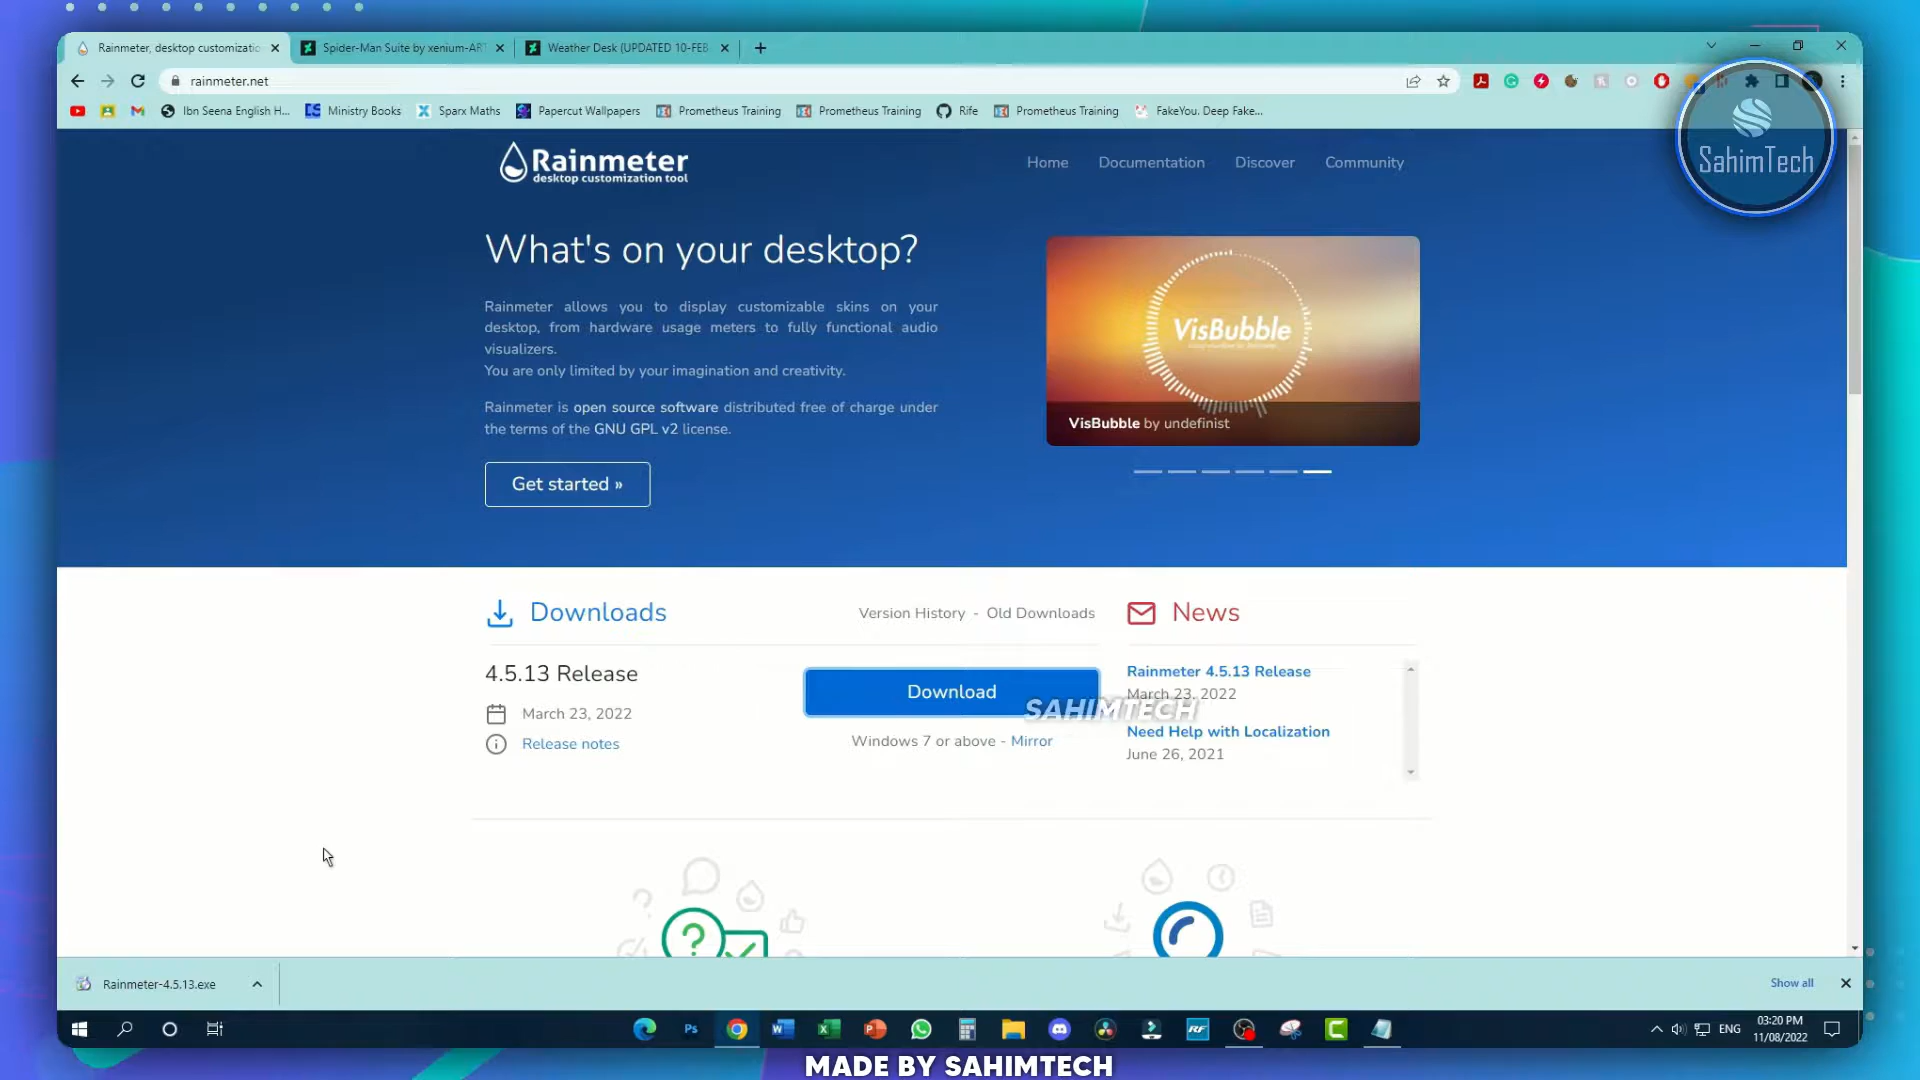 Rainmeter, desktop customizatio
Spider-Man Suite by xenium-ART
Weather Desk (UPDATED 10-FEB
rainmeter.net
Ibn Seena English H...
Ministry Books
Sparx Maths
Papercut Wallpapers
Prometheus Training
Prometheus Training
Rife
Prometheus Training
FakeYou. Deep Fake...
SahimTech
Rainmeter
desktop customization tool
Home
Documentation
Discover
Community
What's on your desktop?
Rainmeter allows you to display customizable skins on your
desktop, from hardware usage meters to fully functional audio
visualizers.
You are only limited by your imagination and creativity.
Rainmeter is open source software distributed free of charge under
the terms of the GNU GPL v2 license.
Get started »
VisBubble
VisBubble by undefinist
Downloads
Version History - Old Downloads
4.5.13 Release
March 23, 2022
Release notes
Download
Windows 7 or above - Mirror
News
Rainmeter 4.5.13 Release
March 23, 2022
SAHIMTECH
Need Help with Localization
June 26, 2021
Rainmeter-4.5.13.exe
Show all
Ps
RF
ENG
03:20 PM
11/08/2022
MADE BY SAHIMTECH